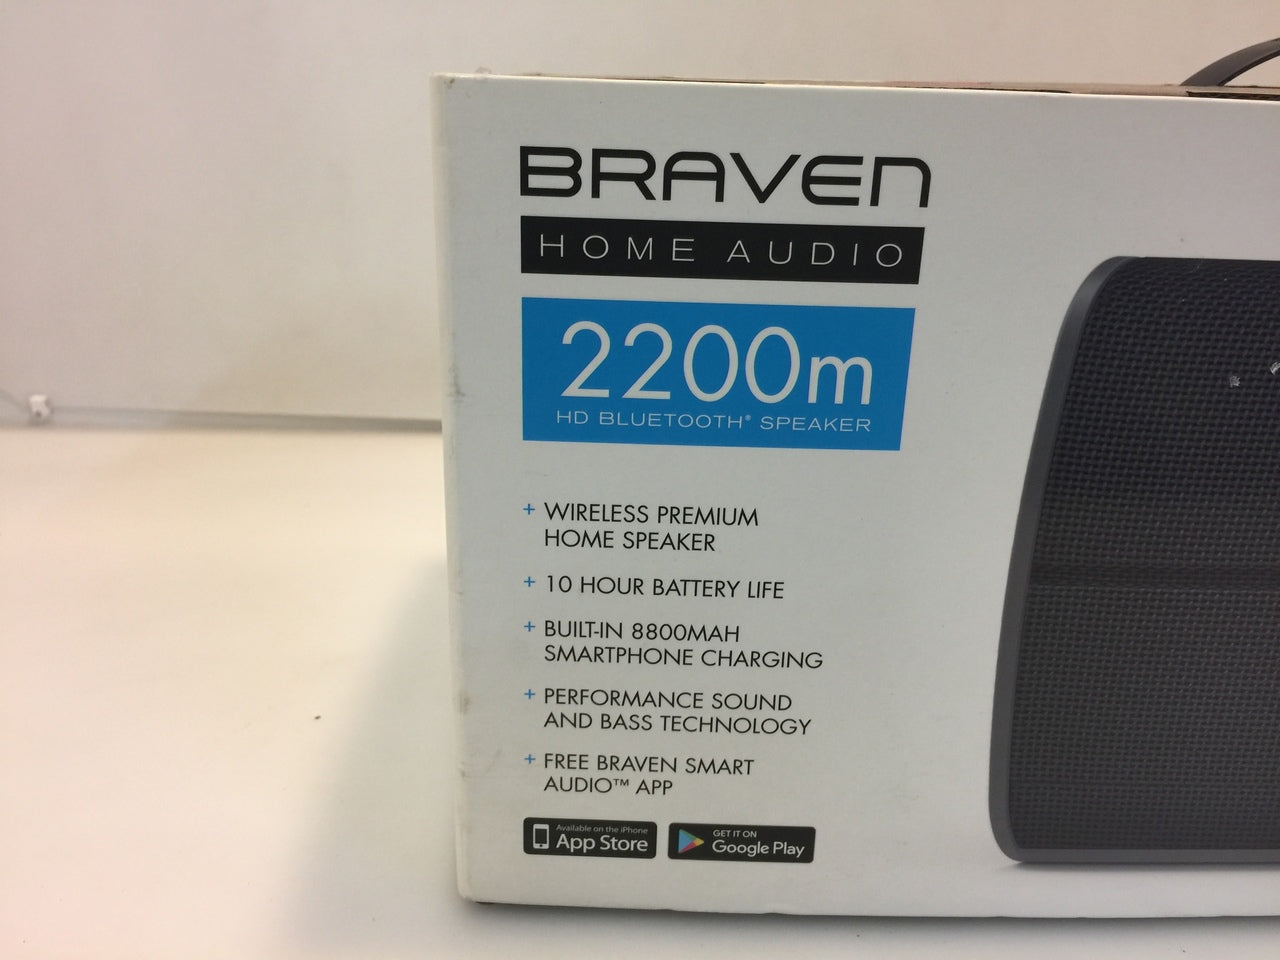 BRAVEN
HOME AUDIO
2200m
HD BLUETOOTH® SPEAKER
+ WIRELESS PREMIUM
HOME SPEAKER
+ 10 HOUR BATTERY LIFE
+ BUILT-IN 8800MAH
SMARTPHONE CHARGING
+ PERFORMANCE SOUND
AND BASS TECHNOLOGY
+ FREE BRAVEN SMART
AUDIO™ APP
Available on the iPhone
App Store
GET IT ON
Google Play